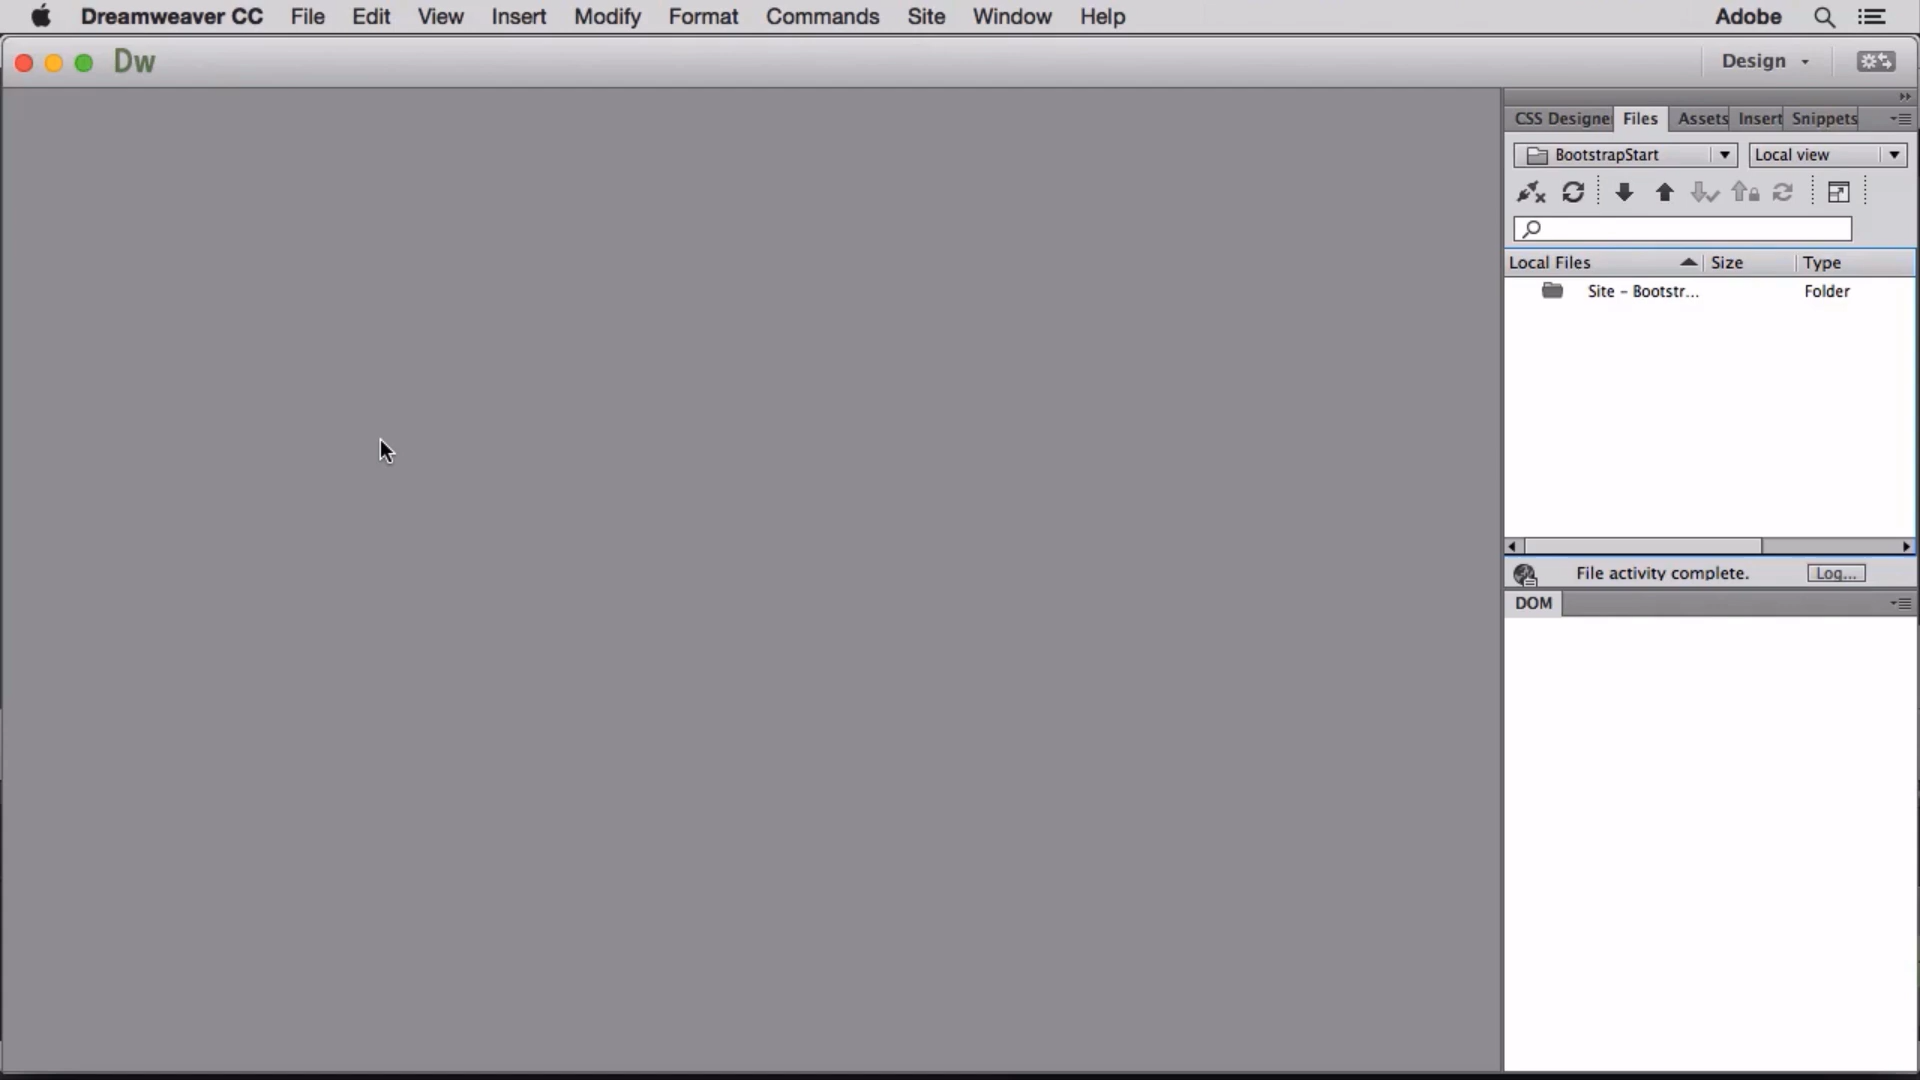 Dreamweaver CC File Edit View Insert Modify Format Commands Site Window Help Adobe
Dw Design
CSS Designe Files Assets Insert Snippets
BootstrapStart Local view
Local Files Size Type
Site - Bootstr... Folder
File activity complete. Log...
DOM